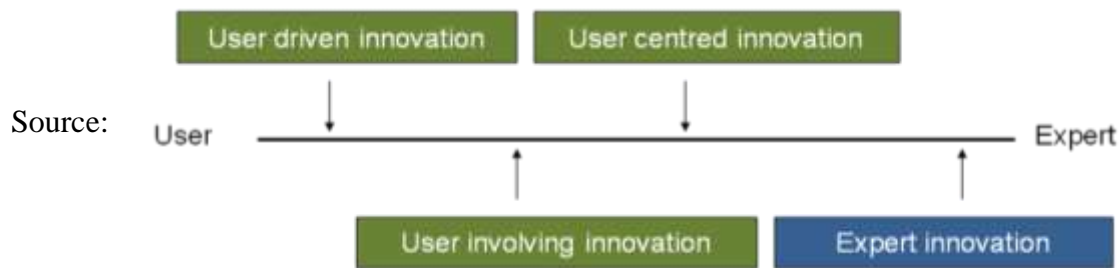 User driven innovation
User centred innovation
Source:
User
Expert
User involving innovation
Expert innovation